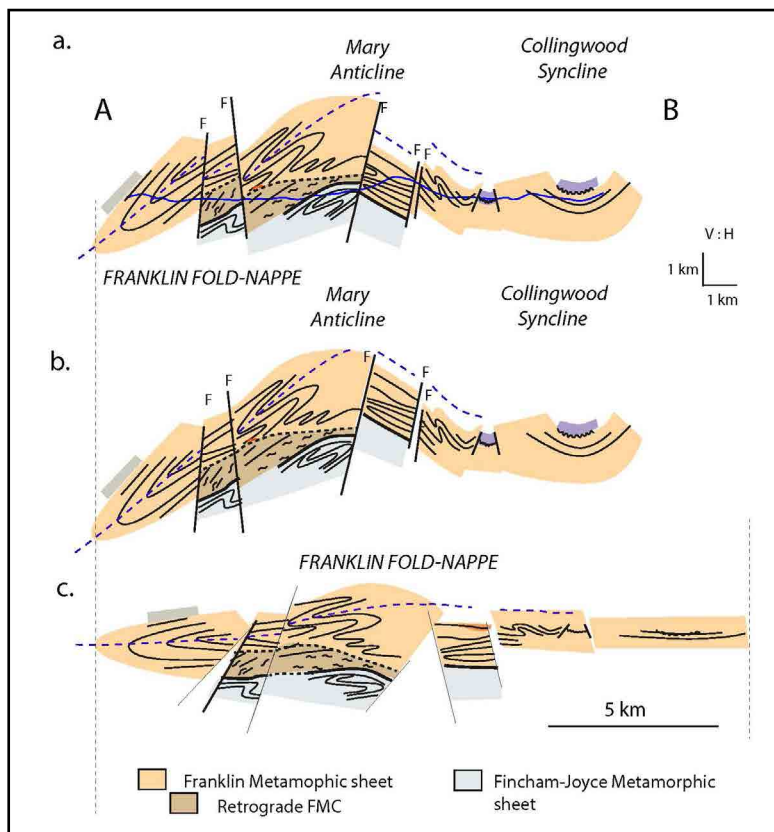 a.
Mary
Anticline
Collingwood
Syncline
A
F
F
F
F
F
B
V : H
1 km
1 km
FRANKLIN FOLD-NAPPE
Mary
Anticline
Collingwood
Syncline
b.
F
F
F
F
F
FRANKLIN FOLD-NAPPE
c.
5 km
Franklin Metamophic sheet
Retrograde FMC
Fincham-Joyce Metamorphic
sheet